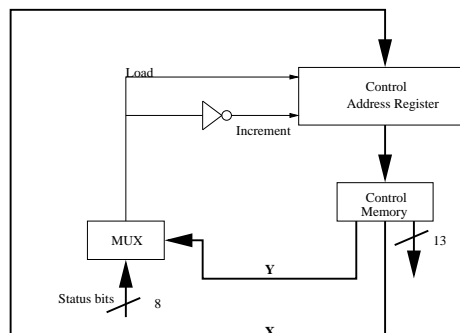 Load
Control
Address Register
Increment
Control
Memory
13
MUX
Y
Status bits
8
X